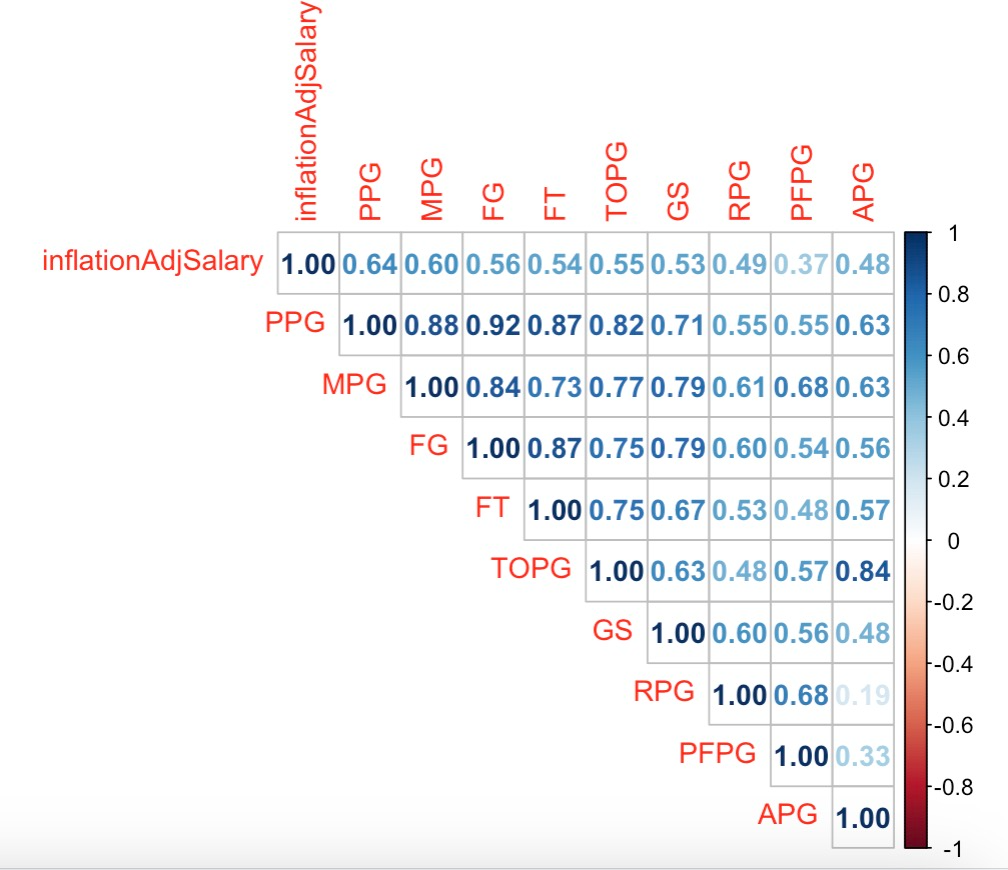 inflationAdjSalary PPG MPG FG FT TOPG GS RPG PFPG APG
inflationAdjSalary 1.00 0.64 0.60 0.56 0.54 0.55 0.53 0.49 0.37 0.48
PPG 1.00 0.88 0.92 0.87 0.82 0.71 0.55 0.55 0.63
MPG 1.00 0.84 0.73 0.77 0.79 0.61 0.68 0.63
FG 1.00 0.87 0.75 0.79 0.60 0.54 0.56
FT 1.00 0.75 0.67 0.53 0.48 0.57
TOPG 1.00 0.63 0.48 0.57 0.84
GS 1.00 0.60 0.56 0.48
RPG 1.00 0.68 0.19
PFPG 1.00 0.33
APG 1.00
1
0.8
0.6
0.4
0.2
0
-0.2
-0.4
-0.6
-0.8
-1